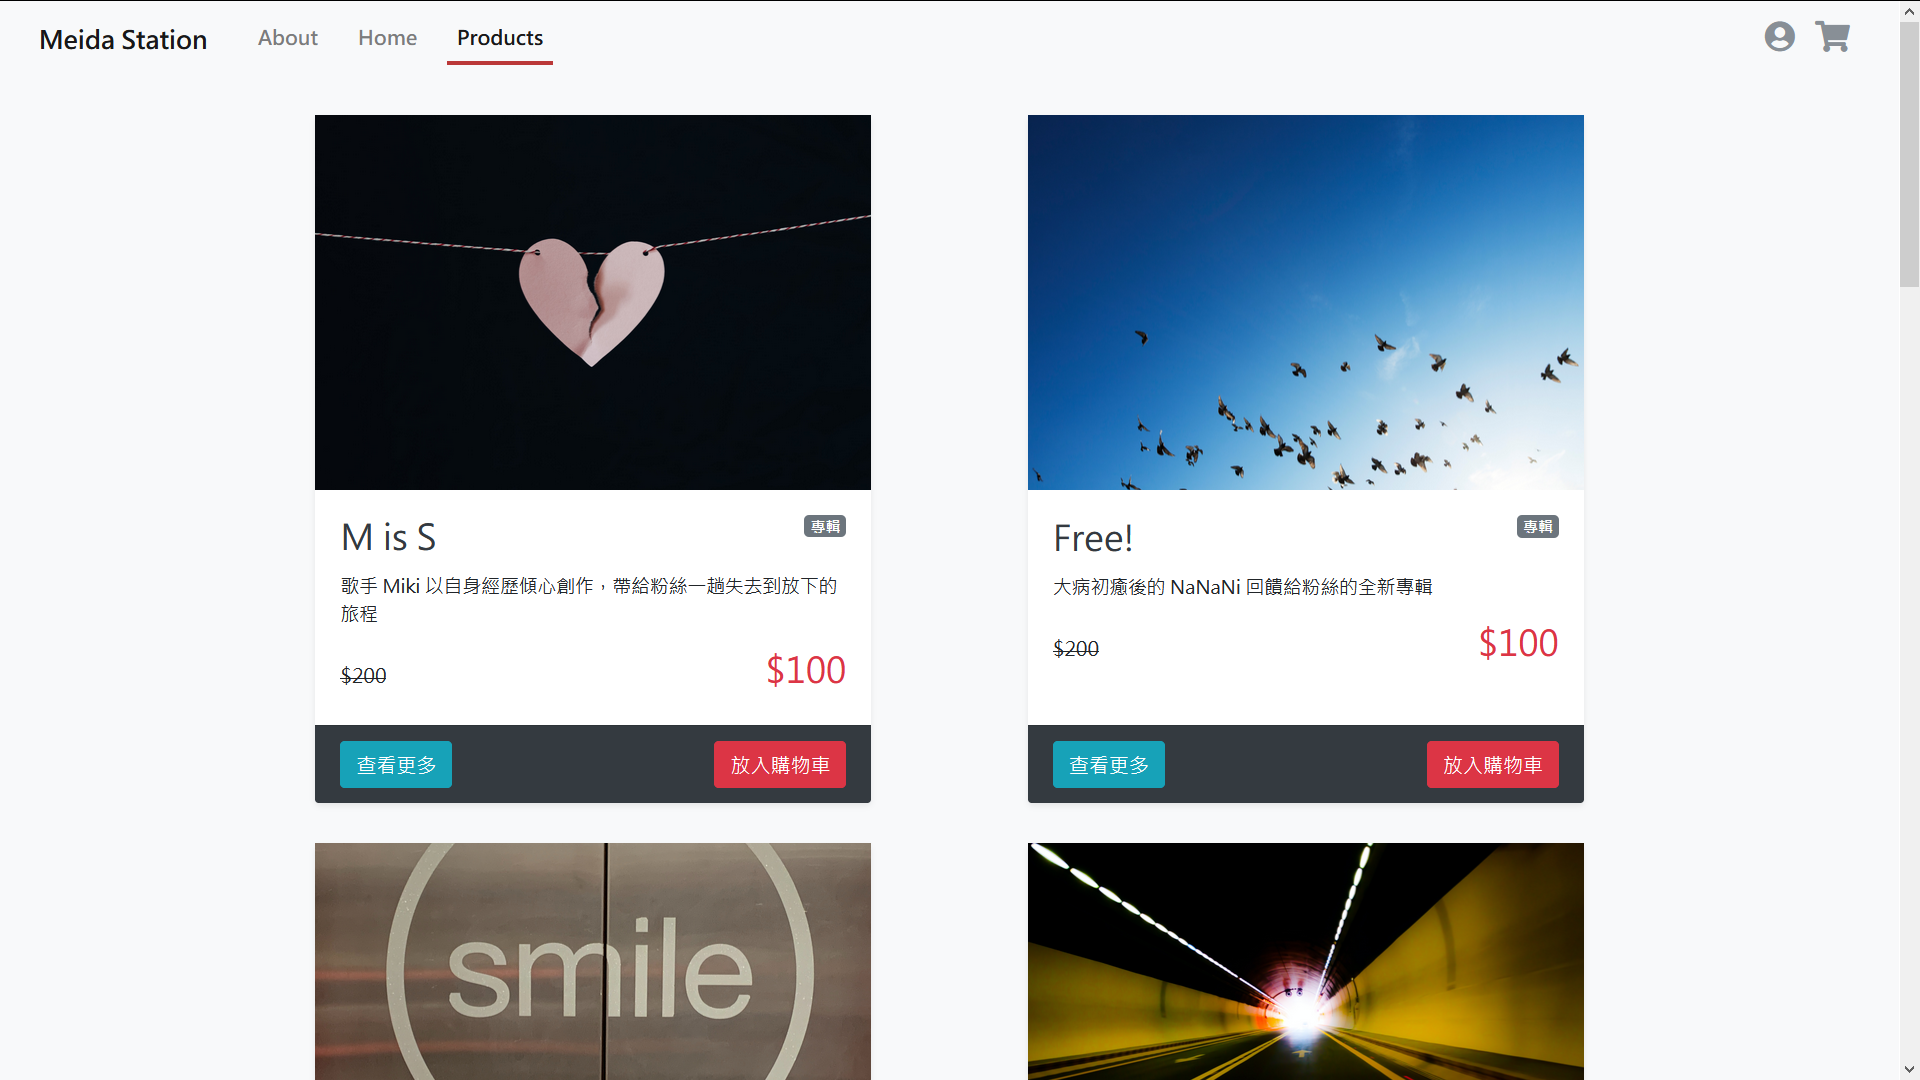 Meida Station
About
Home
Products
M is S
專輯
歌手 Miki 以自身經歷傾心創作，帶給粉絲一趟失去到放下的
旅程
$200
$100
查看更多
放入購物車
Free!
專輯
大病初癒後的 NaNaNi 回饋給粉絲的全新專輯
$200
$100
查看更多
放入購物車
smile